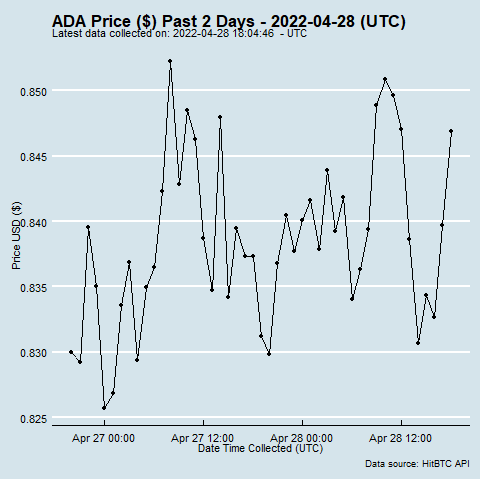 ADA Price ($) Past 2 Days - 2022-04-28 (UTC)
Latest data collected on: 2022-04-28 18:04:46  - UTC
0.850
0.845
0.840
0.835
0.830
0.825
Price USD ($)
Apr 27 00:00
Apr 27 12:00
Apr 28 00:00
Apr 28 12:00
Date Time Collected (UTC)
Data source: HitBTC API